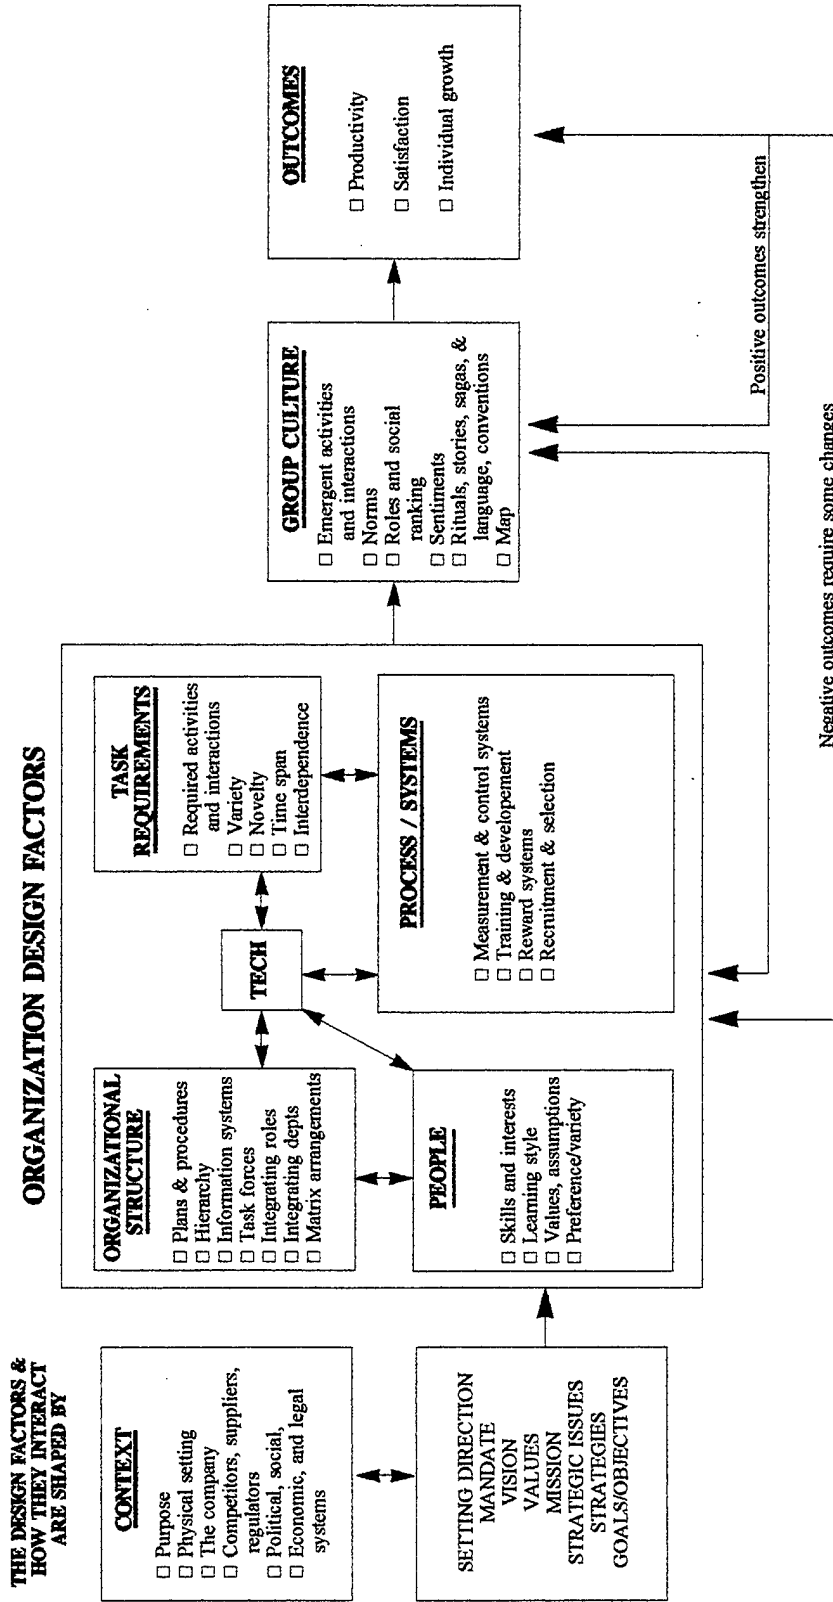 ORGANIZATION DESIGN FACTORS
THE DESIGN FACTORS &
HOW THEY INTERACT
ARE SHAPED BY
CONTEXT
□ Purpose
□ Physical setting
□ The company
□ Competitors, suppliers,
regulators
□ Political, social,
□ Economic, and legal
systems
SETTING DIRECTION
MANDATE
VISION
VALUES
MISSION
STRATEGIC ISSUES
STRATEGIES
GOALS/OBJECTIVES
ORGANIZATIONAL
STRUCTURE
□ Plans & procedures
□ Hierarchy
□ Information systems
□ Task forces
□ Integrating roles
□ Integrating depts
□ Matrix arrangements
PEOPLE
□ Skills and interests
□ Learning style
□ Values, assumptions
□ Preference/variety
TECH
TASK
REQUIREMENTS
□ Required activities
and interactions
□ Variety
□ Novelty
□ Time span
□ Interdependence
PROCESS / SYSTEMS
□ Measurement & control systems
□ Training & developement
□ Reward systems
□ Recruitment & selection
GROUP CULTURE
□ Emergent activities
and interactions
□ Norms
□ Roles and social
ranking
□ Sentiments
□ Rituals, stories, sagas, &
language, conventions
□ Map
OUTCOMES
□ Productivity
□ Satisfaction
□ Individual growth
Positive outcomes strengthen
Negative outcomes require some changes